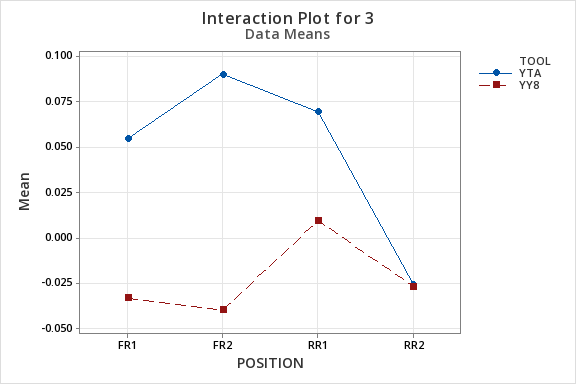 Interaction Plot for 3
Data Means
TOOL
YTA
YY8
0.100
0.075
0.050
0.025
0.000
-0.025
-0.050
Mean
FR1 FR2 RR1 RR2
POSITION